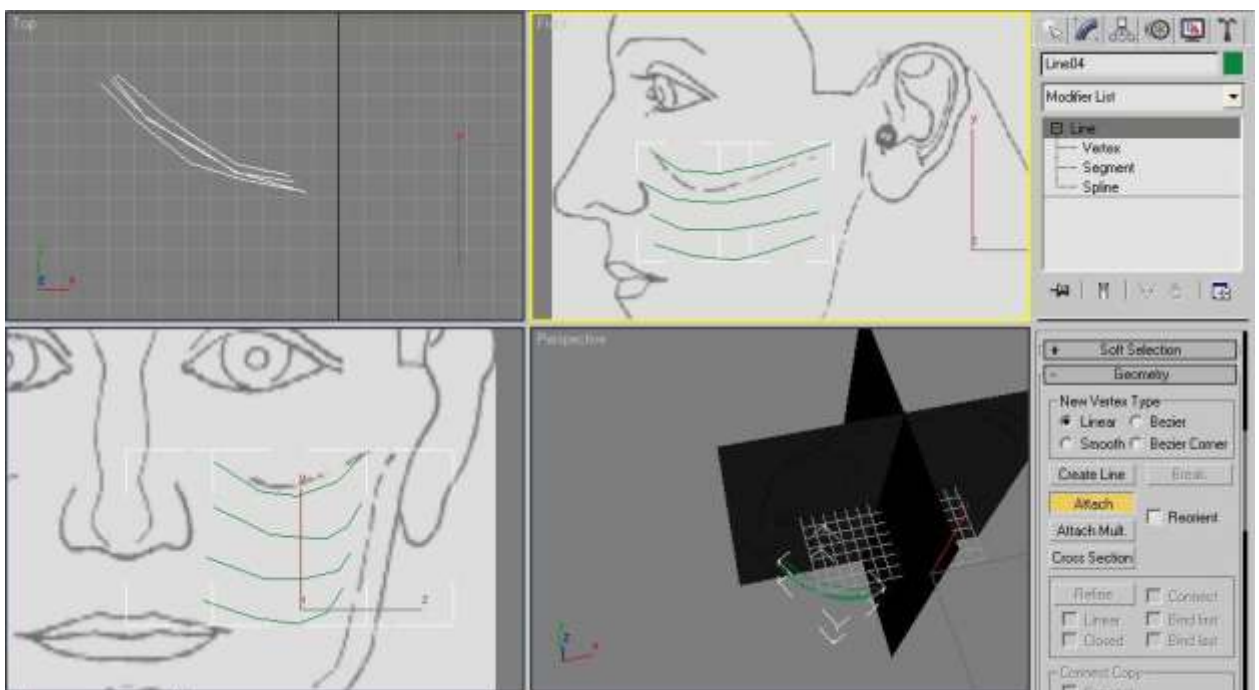 Top
Front
Line04
Modifier List
Line
Vertex
Segment
Spline
Perspective
+ Soft Selection
- Geometry
New Vertex Type
Linear Bezier
Smooth Bezier Corner
Create Line Break
Attach
Reorient
Attach Mult.
Cross Section
Refine Connect
Linear Bind first
Closed Bind last
Connect Copy